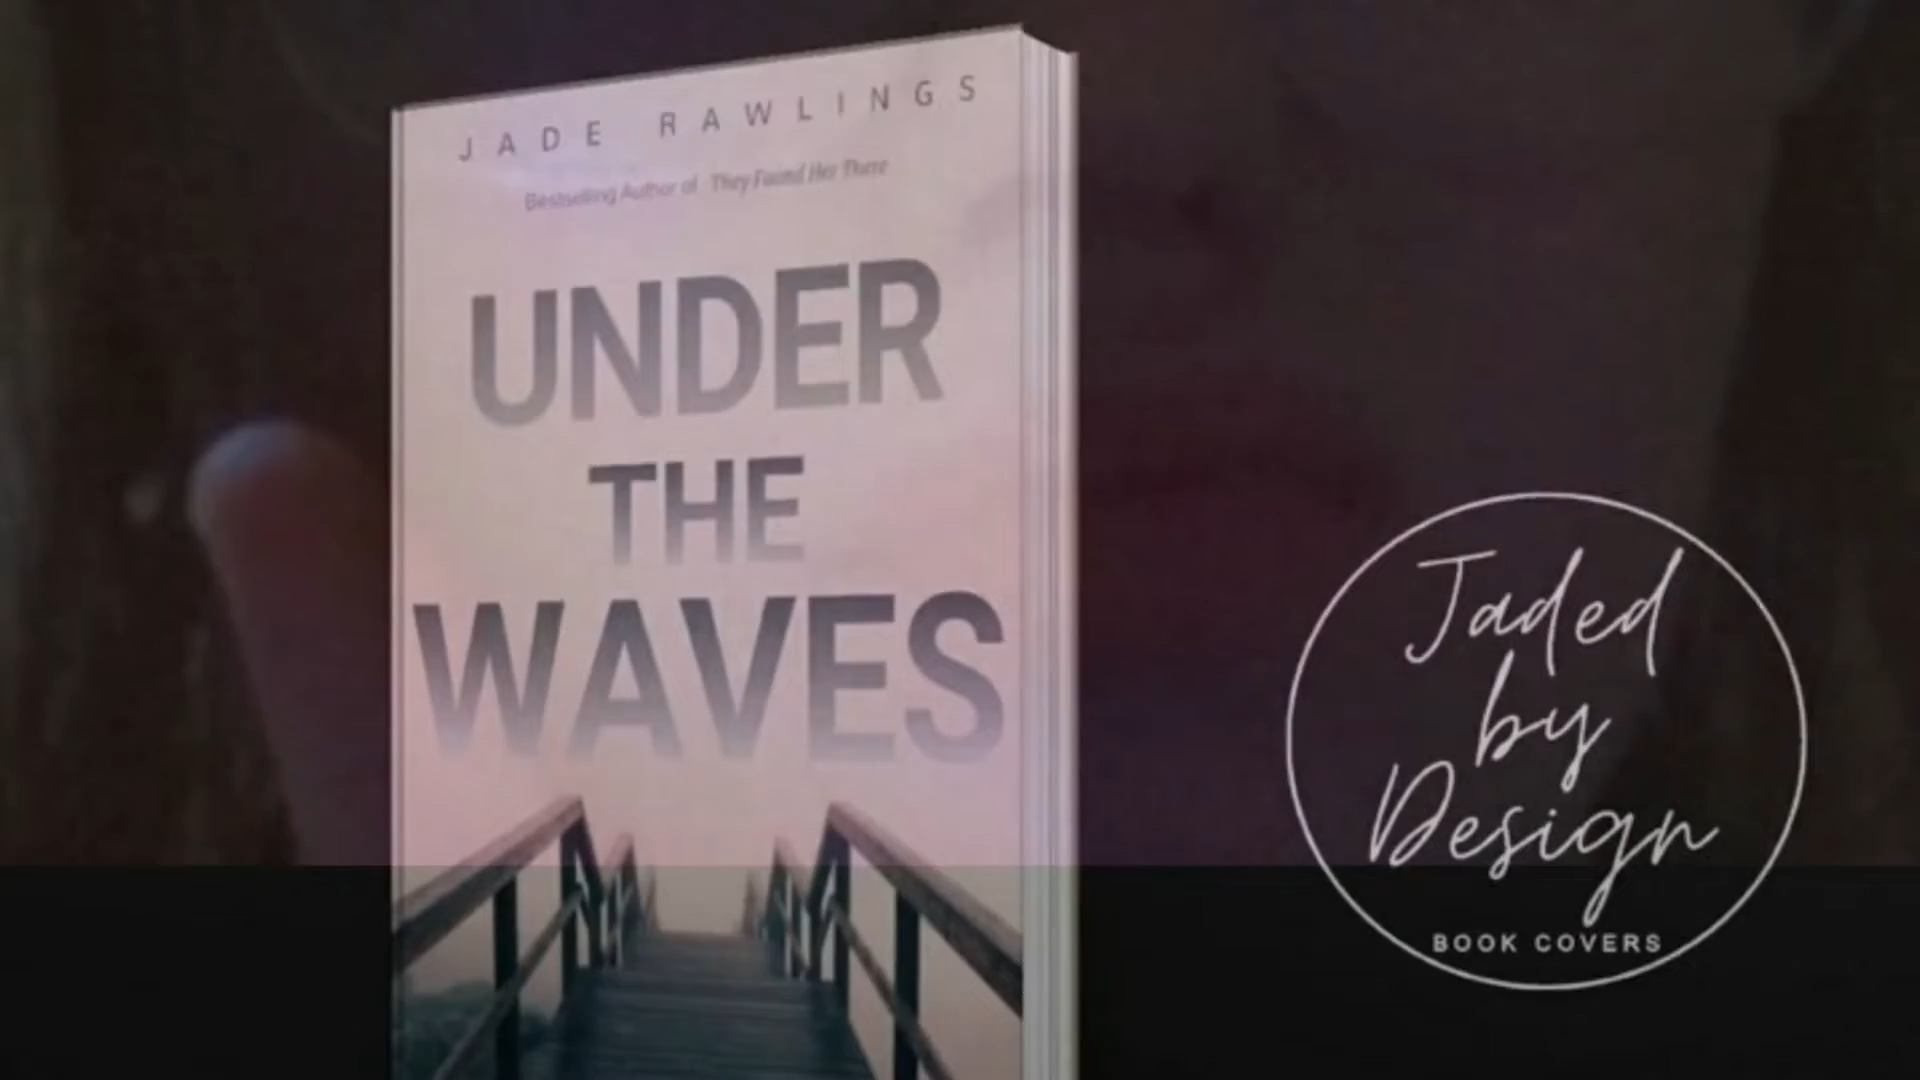 JADE RAWLINGS
Bestselling Author of They Found Her There
UNDER
THE
WAVES
Jaded
by
Design
BOOK COVERS